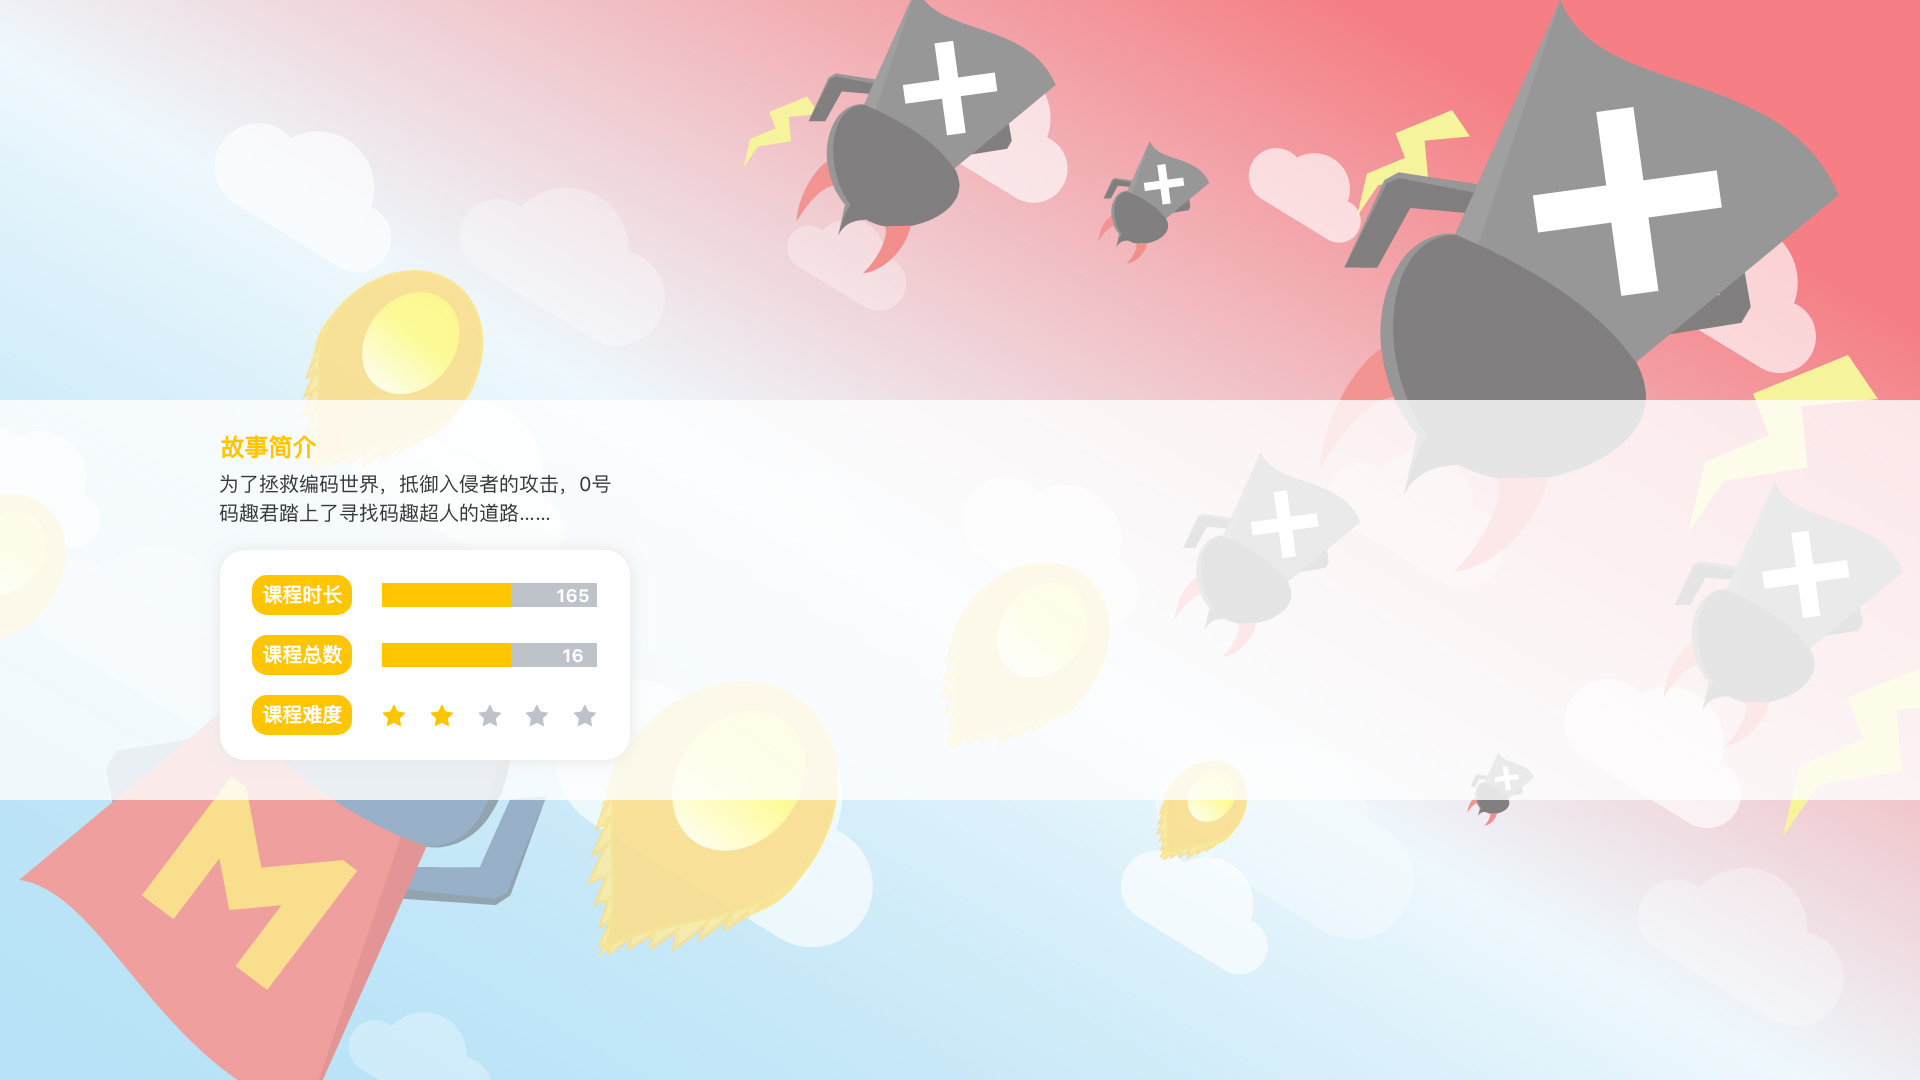 故事简介
为了拯救编码世界，抵御入侵者的攻击，0号
码趣君踏上了寻找码趣超人的道路……
课程时长 165
课程总数 16
课程难度
M